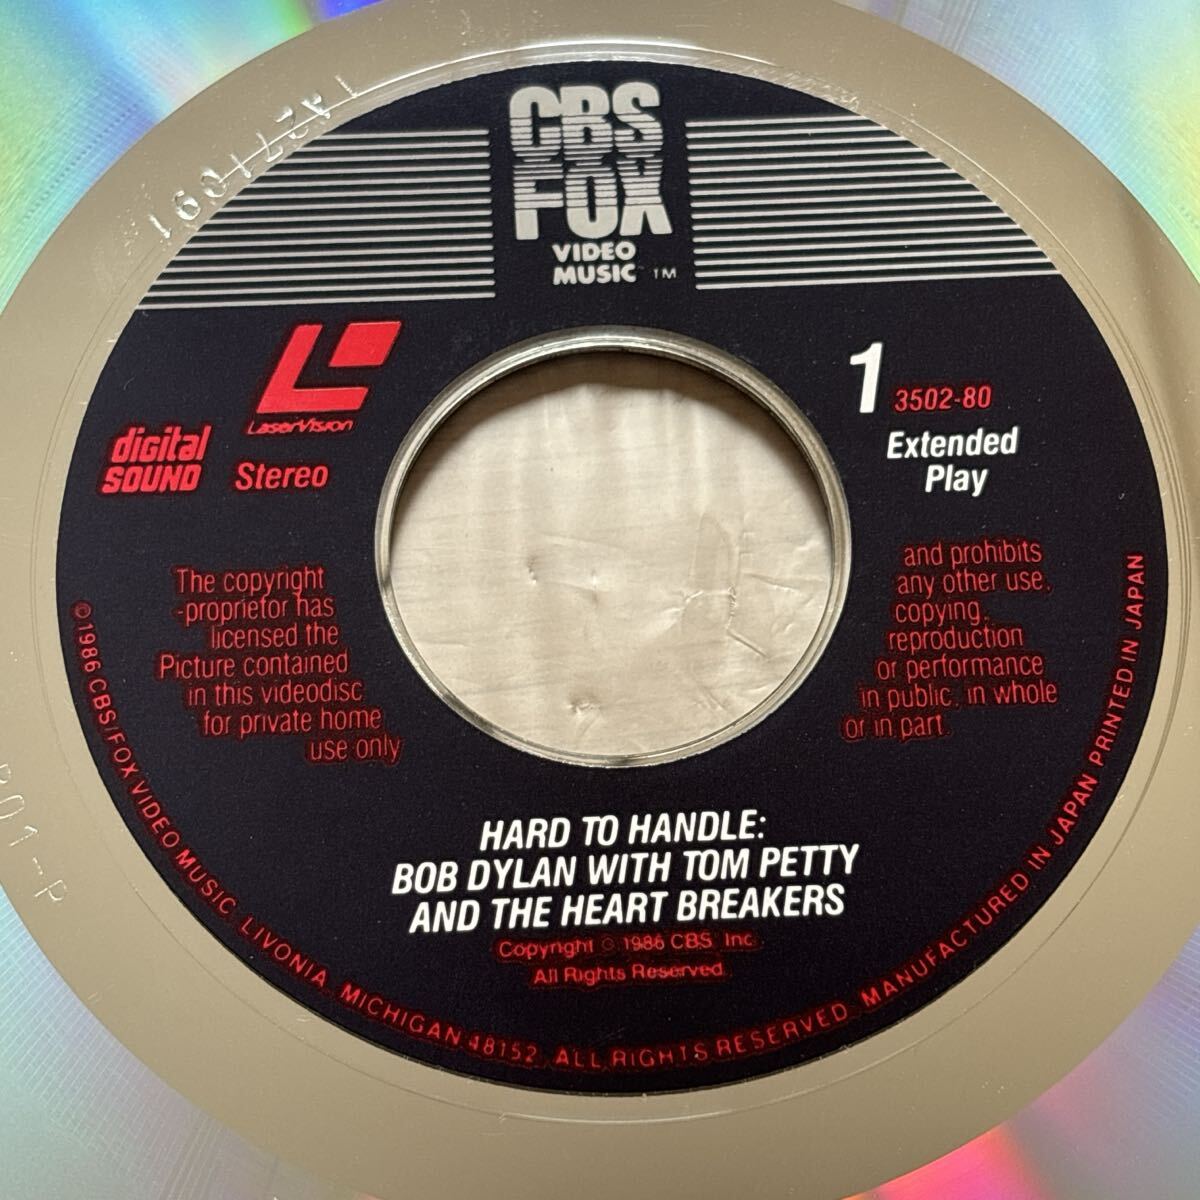 CBS
FOX
VIDEO
MUSIC ™
LaserVision
digital
SOUND
Stereo
1
3502-80
Extended
Play
The copyright
-proprietor has
licensed the
Picture contained
in this videodisc
for private home
use only
and prohibits
any other use,
copying,
reproduction
or performance
in public, in whole
or in part.
HARD TO HANDLE:
BOB DYLAN WITH TOM PETTY
AND THE HEART BREAKERS
Copyright © 1986 CBS Inc.
All Rights Reserved.
©1986 CBS/FOX VIDEO MUSIC, LIVONIA, MICHIGAN 48152. ALL RIGHTS RESERVED. MANUFACTURED IN JAPAN PRINTED IN JAPAN